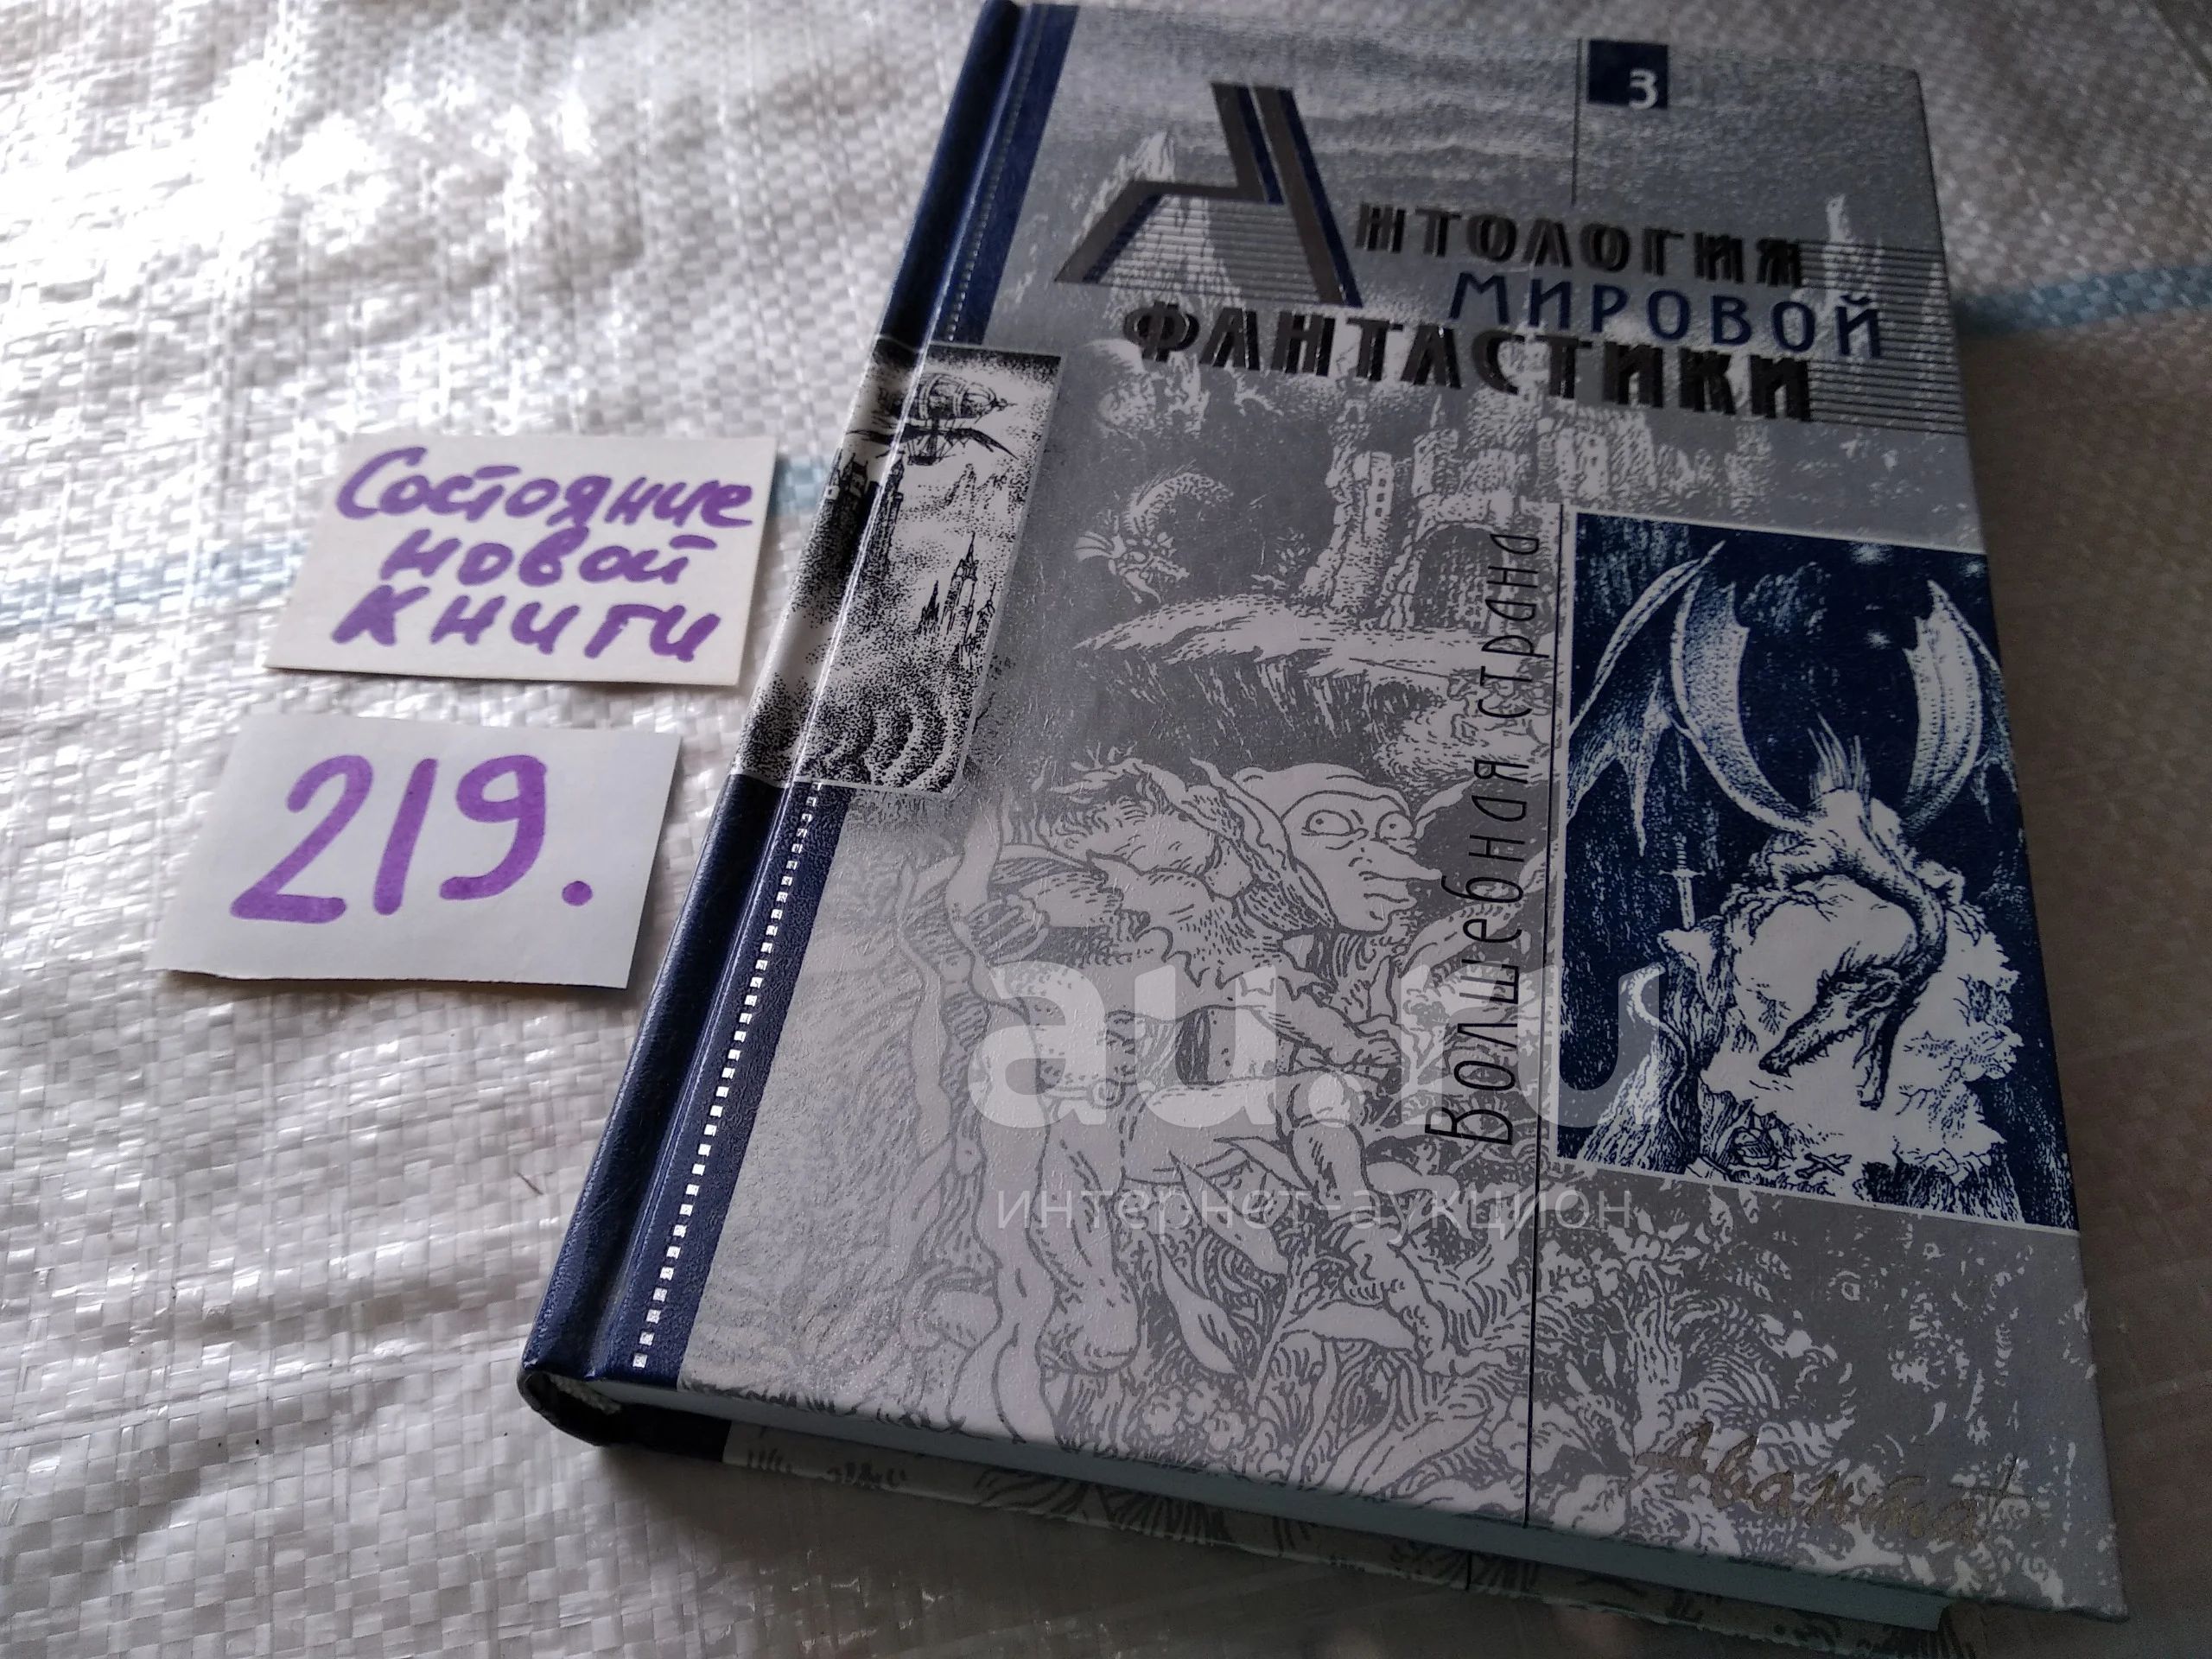 3
Антология
мировой
фантастики
Состояние
новой
книги
219.
Волшебная страна
au.ru
интернет-аукцион
Аванта+